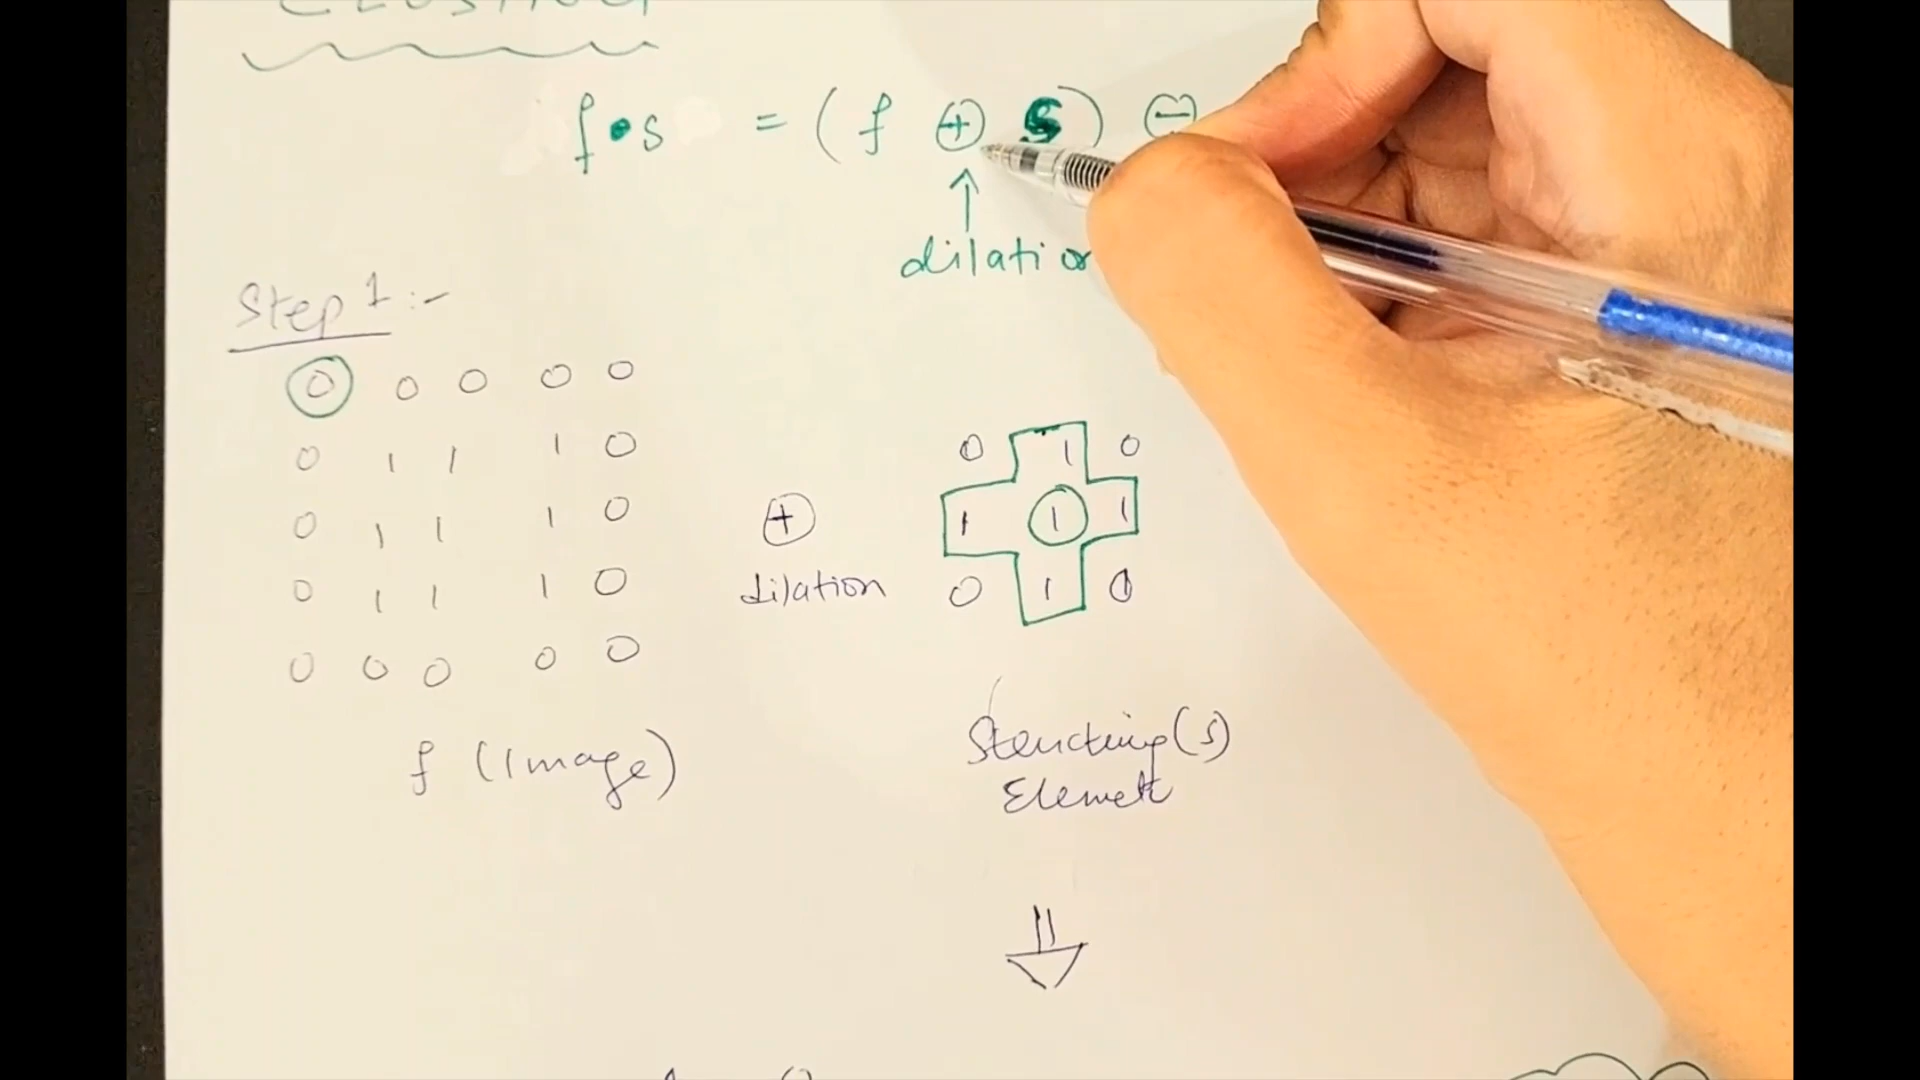 f•s = (f ⊕ s) ⊖
↑
dilation
Step 1 :-
0 0 0 0 0
0 1 1 1 0
0 1 1 1 0
0 1 1 1 0
0 0 0 0 0
f (Image)
⊕
dilation
0 1 0
1 1 1
0 1 0
Structuing(s)
Elemet
⇓